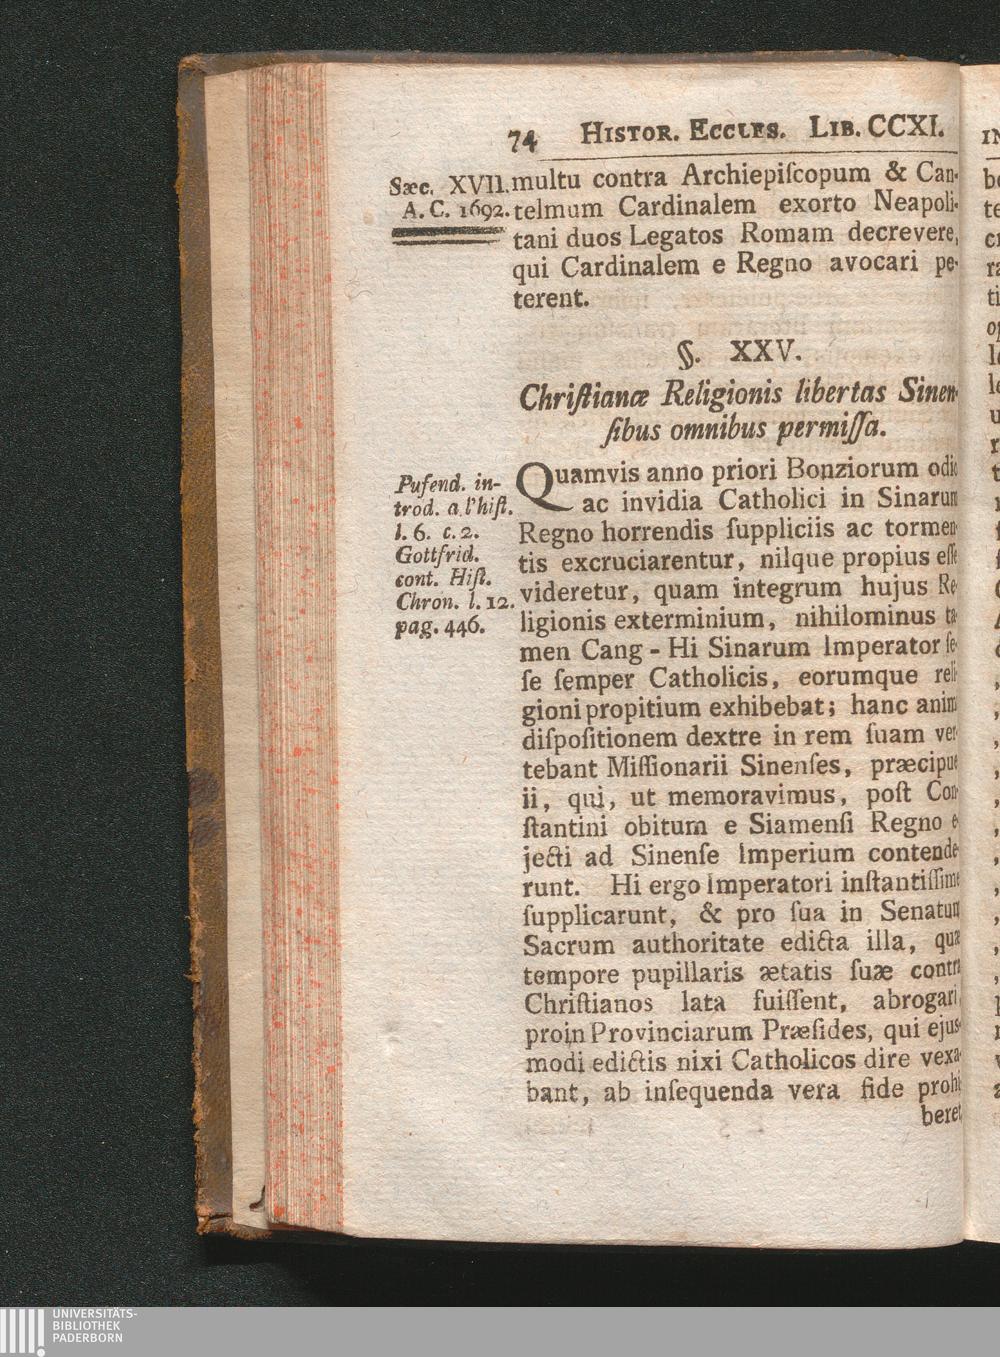 74 HISTOR. ECCLES. LIB. CCXI.
Sæc. XVII.
A. C. 1692.
multu contra Archiepiſcopum & Can-
telmum Cardinalem exorto Neapoli-
tani duos Legatos Romam decrevere,
qui Cardinalem e Regno avocari pe-
terent.
§. XXV.
Chriſtianæ Religionis libertas Sinen-
ſibus omnibus permiſſa.
Pufend. in-
trod. a l'hiſt.
l. 6. c. 2.
Gottfrid.
cont. Hiſt.
Chron. l. 12.
pag. 446.
Quamvis anno priori Bonziorum odio
ac invidia Catholici in Sinarum
Regno horrendis ſuppliciis ac tormen-
tis excruciarentur, nilque propius eſſe
videretur, quam integrum hujus Re-
ligionis exterminium, nihilominus ta-
men Cang - Hi Sinarum Imperator ſe-
ſe ſemper Catholicis, eorumque reli-
gioni propitium exhibebat; hanc animi
diſpoſitionem dextre in rem ſuam ver-
tebant Miſſionarii Sinenſes, præcipue
ii, qui, ut memoravimus, poſt Con-
ſtantini obitum e Siamenſi Regno e-
jecti ad Sinenſe Imperium contende-
runt. Hi ergo Imperatori inſtantiſſime
ſupplicarunt, & pro ſua in Senatum
Sacrum authoritate edicta illa, quæ
tempore pupillaris ætatis ſuæ contra
Chriſtianos lata fuiſſent, abrogari,
proin Provinciarum Præſides, qui ejus-
modi edictis nixi Catholicos dire vexa-
bant, ab inſequenda vera fide prohi-
beret
UNIVERSITÄTS-
BIBLIOTHEK
PADERBORN